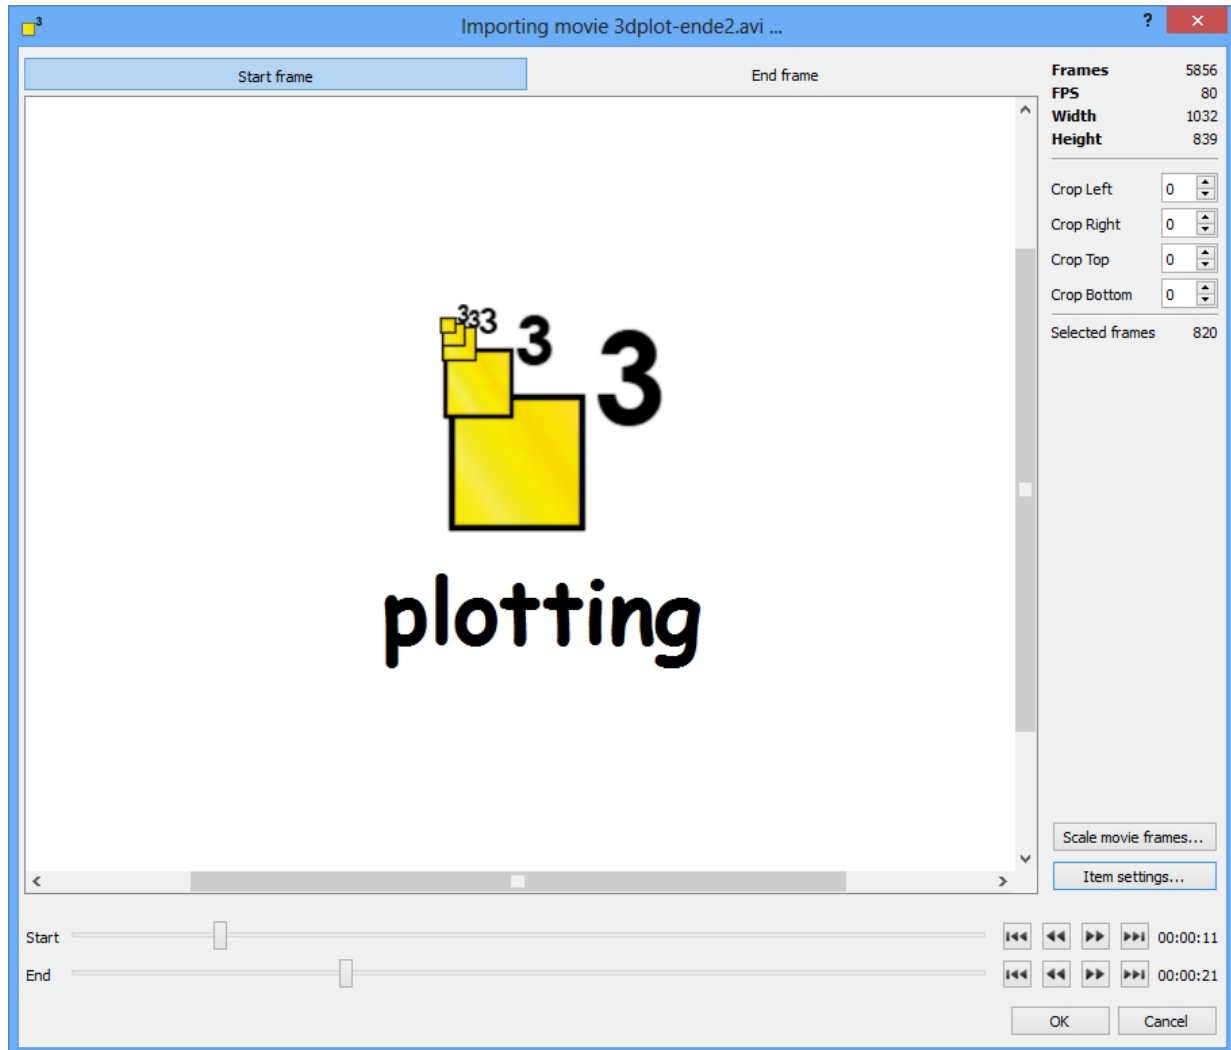 3
Importing movie 3dplot-ende2.avi ...
?
Start frame
End frame
Frames 5856
FPS 80
Width 1032
Height 839
Crop Left 0
Crop Right 0
Crop Top 0
Crop Bottom 0
Selected frames 820
3 3 3 3 3
plotting
Scale movie frames...
Item settings...
Start 00:00:11
End 00:00:21
OK
Cancel